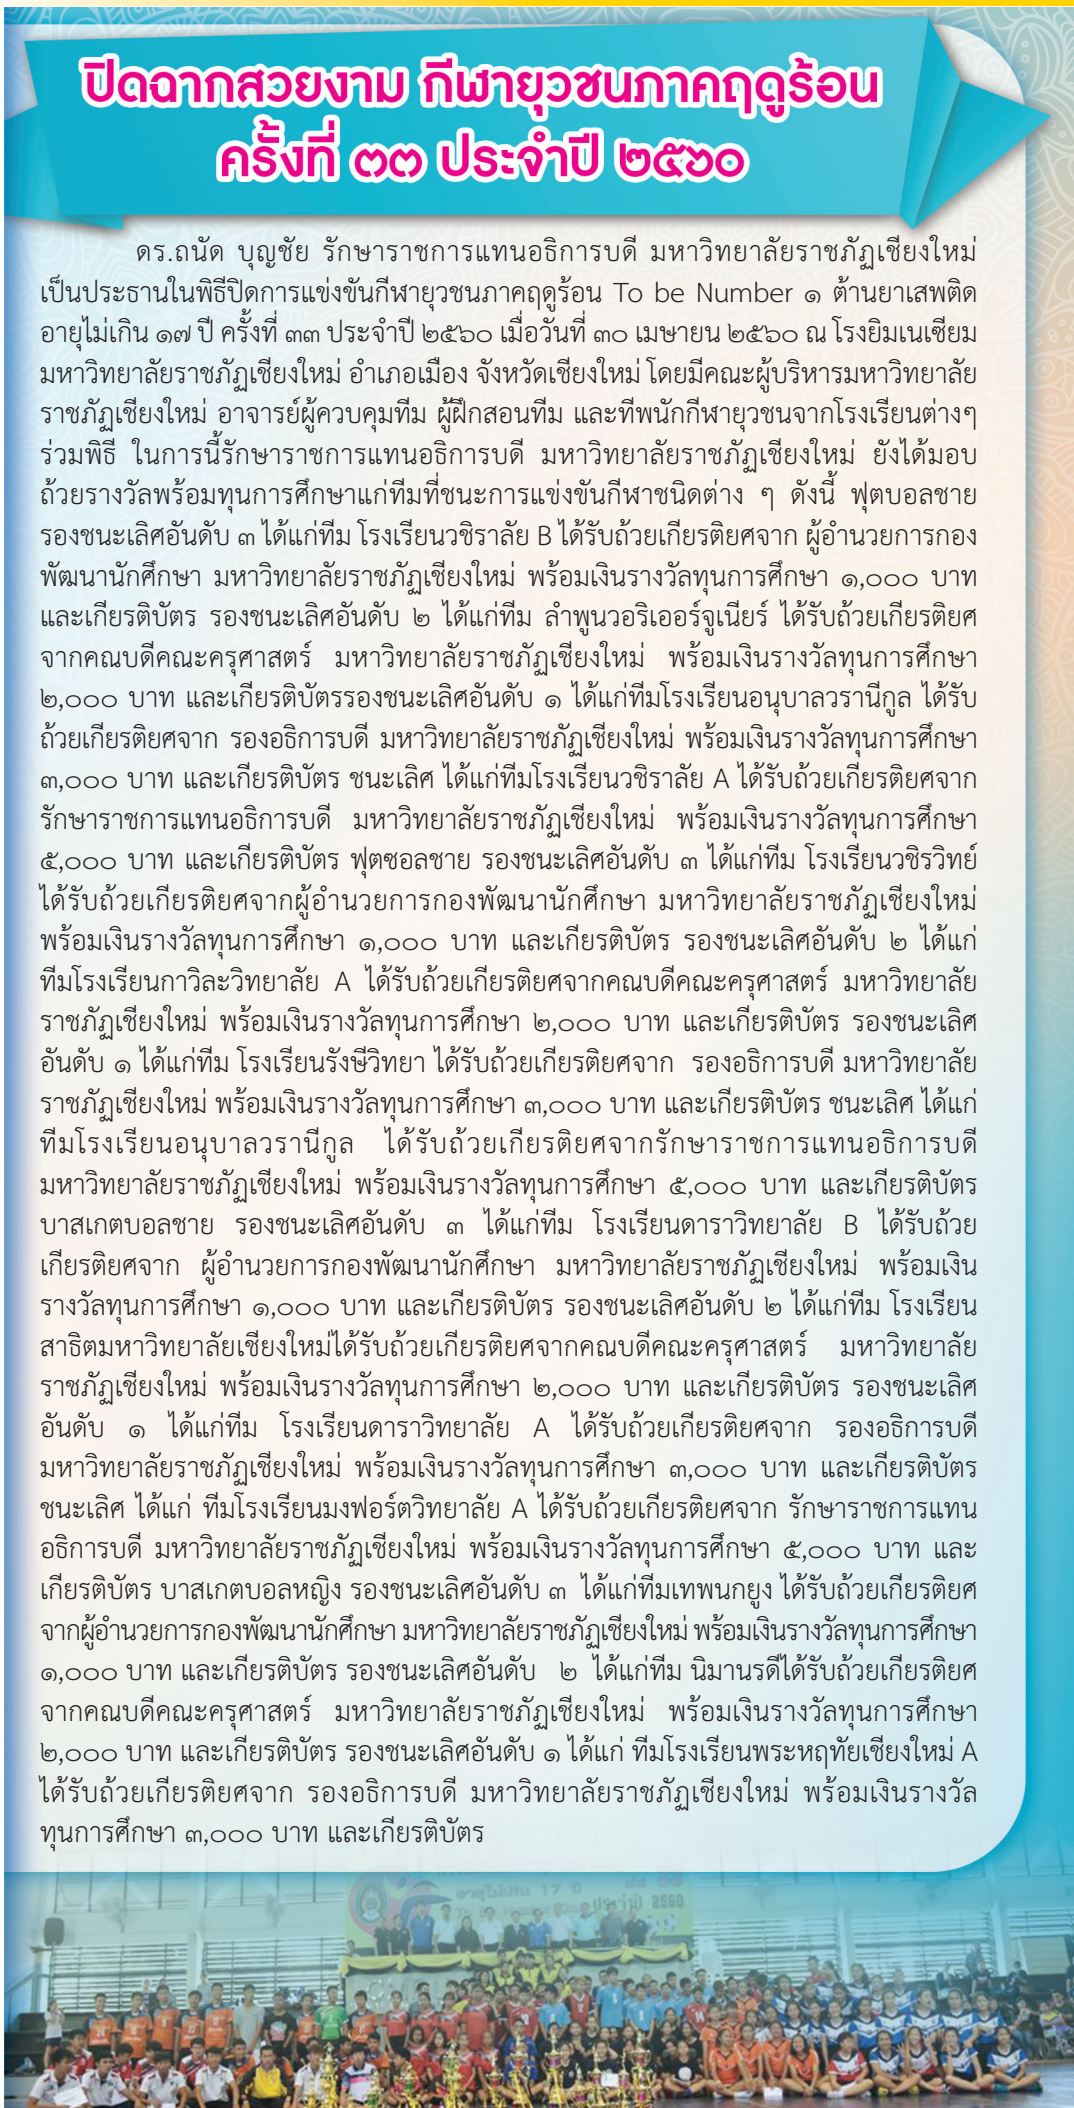 ปิดฉากสวยงาม กีฬายุวชนภาคฤดูร้อน
ครั้งที่ ๓๓ ประจำปี ๒๕๖๐
ดร.ถนัด บุญชัย รักษาราชการแทนอธิการบดี มหาวิทยาลัยราชภัฏเชียงใหม่
เป็นประธานในพิธีปิดการแข่งขันกีฬายุวชนภาคฤดูร้อน To be Number ๑ ต้านยาเสพติด
อายุไม่เกิน ๑๗ ปี ครั้งที่ ๓๓ ประจำปี ๒๕๖๐ เมื่อวันที่ ๓๐ เมษายน ๒๕๖๐ ณ โรงยิมเนเซียม
มหาวิทยาลัยราชภัฏเชียงใหม่ อำเภอเมือง จังหวัดเชียงใหม่ โดยมีคณะผู้บริหารมหาวิทยาลัย
ราชภัฏเชียงใหม่ อาจารย์ผู้ควบคุมทีม ผู้ฝึกสอนทีม และทีพนักกีฬายุวชนจากโรงเรียนต่างๆ
ร่วมพิธี ในการนี้รักษาราชการแทนอธิการบดี มหาวิทยาลัยราชภัฏเชียงใหม่ ยังได้มอบ
ถ้วยรางวัลพร้อมทุนการศึกษาแก่ทีมที่ชนะการแข่งขันกีฬาชนิดต่าง ๆ ดังนี้ ฟุตบอลชาย
รองชนะเลิศอันดับ ๓ ได้แก่ทีม โรงเรียนวชิราลัย B ได้รับถ้วยเกียรติยศจาก ผู้อำนวยการกอง
พัฒนานักศึกษา มหาวิทยาลัยราชภัฏเชียงใหม่ พร้อมเงินรางวัลทุนการศึกษา ๑,๐๐๐ บาท
และเกียรติบัตร รองชนะเลิศอันดับ ๒ ได้แก่ทีม ลำพูนวอริเออร์จูเนียร์ ได้รับถ้วยเกียรติยศ
จากคณบดีคณะครุศาสตร์ มหาวิทยาลัยราชภัฏเชียงใหม่ พร้อมเงินรางวัลทุนการศึกษา
๒,๐๐๐ บาท และเกียรติบัตรรองชนะเลิศอันดับ ๑ ได้แก่ทีมโรงเรียนอนุบาลวรานีกูล ได้รับ
ถ้วยเกียรติยศจาก รองอธิการบดี มหาวิทยาลัยราชภัฏเชียงใหม่ พร้อมเงินรางวัลทุนการศึกษา
๓,๐๐๐ บาท และเกียรติบัตร ชนะเลิศ ได้แก่ทีมโรงเรียนวชิราลัย A ได้รับถ้วยเกียรติยศจาก
รักษาราชการแทนอธิการบดี มหาวิทยาลัยราชภัฏเชียงใหม่ พร้อมเงินรางวัลทุนการศึกษา
๕,๐๐๐ บาท และเกียรติบัตร ฟุตซอลชาย รองชนะเลิศอันดับ ๓ ได้แก่ทีม โรงเรียนวชิรวิทย์
ได้รับถ้วยเกียรติยศจากผู้อำนวยการกองพัฒนานักศึกษา มหาวิทยาลัยราชภัฏเชียงใหม่
พร้อมเงินรางวัลทุนการศึกษา ๑,๐๐๐ บาท และเกียรติบัตร รองชนะเลิศอันดับ ๒ ได้แก่
ทีมโรงเรียนกาวิละวิทยาลัย A ได้รับถ้วยเกียรติยศจากคณบดีคณะครุศาสตร์ มหาวิทยาลัย
ราชภัฏเชียงใหม่ พร้อมเงินรางวัลทุนการศึกษา ๒,๐๐๐ บาท และเกียรติบัตร รองชนะเลิศ
อันดับ ๑ ได้แก่ทีม โรงเรียนรังษีวิทยา ได้รับถ้วยเกียรติยศจาก รองอธิการบดี มหาวิทยาลัย
ราชภัฏเชียงใหม่ พร้อมเงินรางวัลทุนการศึกษา ๓,๐๐๐ บาท และเกียรติบัตร ชนะเลิศ ได้แก่
ทีมโรงเรียนอนุบาลวรานีกูล ได้รับถ้วยเกียรติยศจากรักษาราชการแทนอธิการบดี
มหาวิทยาลัยราชภัฏเชียงใหม่ พร้อมเงินรางวัลทุนการศึกษา ๕,๐๐๐ บาท และเกียรติบัตร
บาสเกตบอลชาย รองชนะเลิศอันดับ ๓ ได้แก่ทีม โรงเรียนดาราวิทยาลัย B ได้รับถ้วย
เกียรติยศจาก ผู้อำนวยการกองพัฒนานักศึกษา มหาวิทยาลัยราชภัฏเชียงใหม่ พร้อมเงิน
รางวัลทุนการศึกษา ๑,๐๐๐ บาท และเกียรติบัตร รองชนะเลิศอันดับ ๒ ได้แก่ทีม โรงเรียน
สาธิตมหาวิทยาลัยเชียงใหม่ได้รับถ้วยเกียรติยศจากคณบดีคณะครุศาสตร์ มหาวิทยาลัย
ราชภัฏเชียงใหม่ พร้อมเงินรางวัลทุนการศึกษา ๒,๐๐๐ บาท และเกียรติบัตร รองชนะเลิศ
อันดับ ๑ ได้แก่ทีม โรงเรียนดาราวิทยาลัย A ได้รับถ้วยเกียรติยศจาก รองอธิการบดี
มหาวิทยาลัยราชภัฏเชียงใหม่ พร้อมเงินรางวัลทุนการศึกษา ๓,๐๐๐ บาท และเกียรติบัตร
ชนะเลิศ ได้แก่ ทีมโรงเรียนมงฟอร์ตวิทยาลัย A ได้รับถ้วยเกียรติยศจาก รักษาราชการแทน
อธิการบดี มหาวิทยาลัยราชภัฏเชียงใหม่ พร้อมเงินรางวัลทุนการศึกษา ๕,๐๐๐ บาท และ
เกียรติบัตร บาสเกตบอลหญิง รองชนะเลิศอันดับ ๓ ได้แก่ทีมเทพนกยูง ได้รับถ้วยเกียรติยศ
จากผู้อำนวยการกองพัฒนานักศึกษา มหาวิทยาลัยราชภัฏเชียงใหม่ พร้อมเงินรางวัลทุนการศึกษา
๑,๐๐๐ บาท และเกียรติบัตร รองชนะเลิศอันดับ ๒ ได้แก่ทีม นิมานรดีได้รับถ้วยเกียรติยศ
จากคณบดีคณะครุศาสตร์ มหาวิทยาลัยราชภัฏเชียงใหม่ พร้อมเงินรางวัลทุนการศึกษา
๒,๐๐๐ บาท และเกียรติบัตร รองชนะเลิศอันดับ ๑ ได้แก่ ทีมโรงเรียนพระหฤทัยเชียงใหม่ A
ได้รับถ้วยเกียรติยศจาก รองอธิการบดี มหาวิทยาลัยราชภัฏเชียงใหม่ พร้อมเงินรางวัล
ทุนการศึกษา ๓,๐๐๐ บาท และเกียรติบัตร
อายุไม่เกิน 17 ปี
ประจำปี 2560